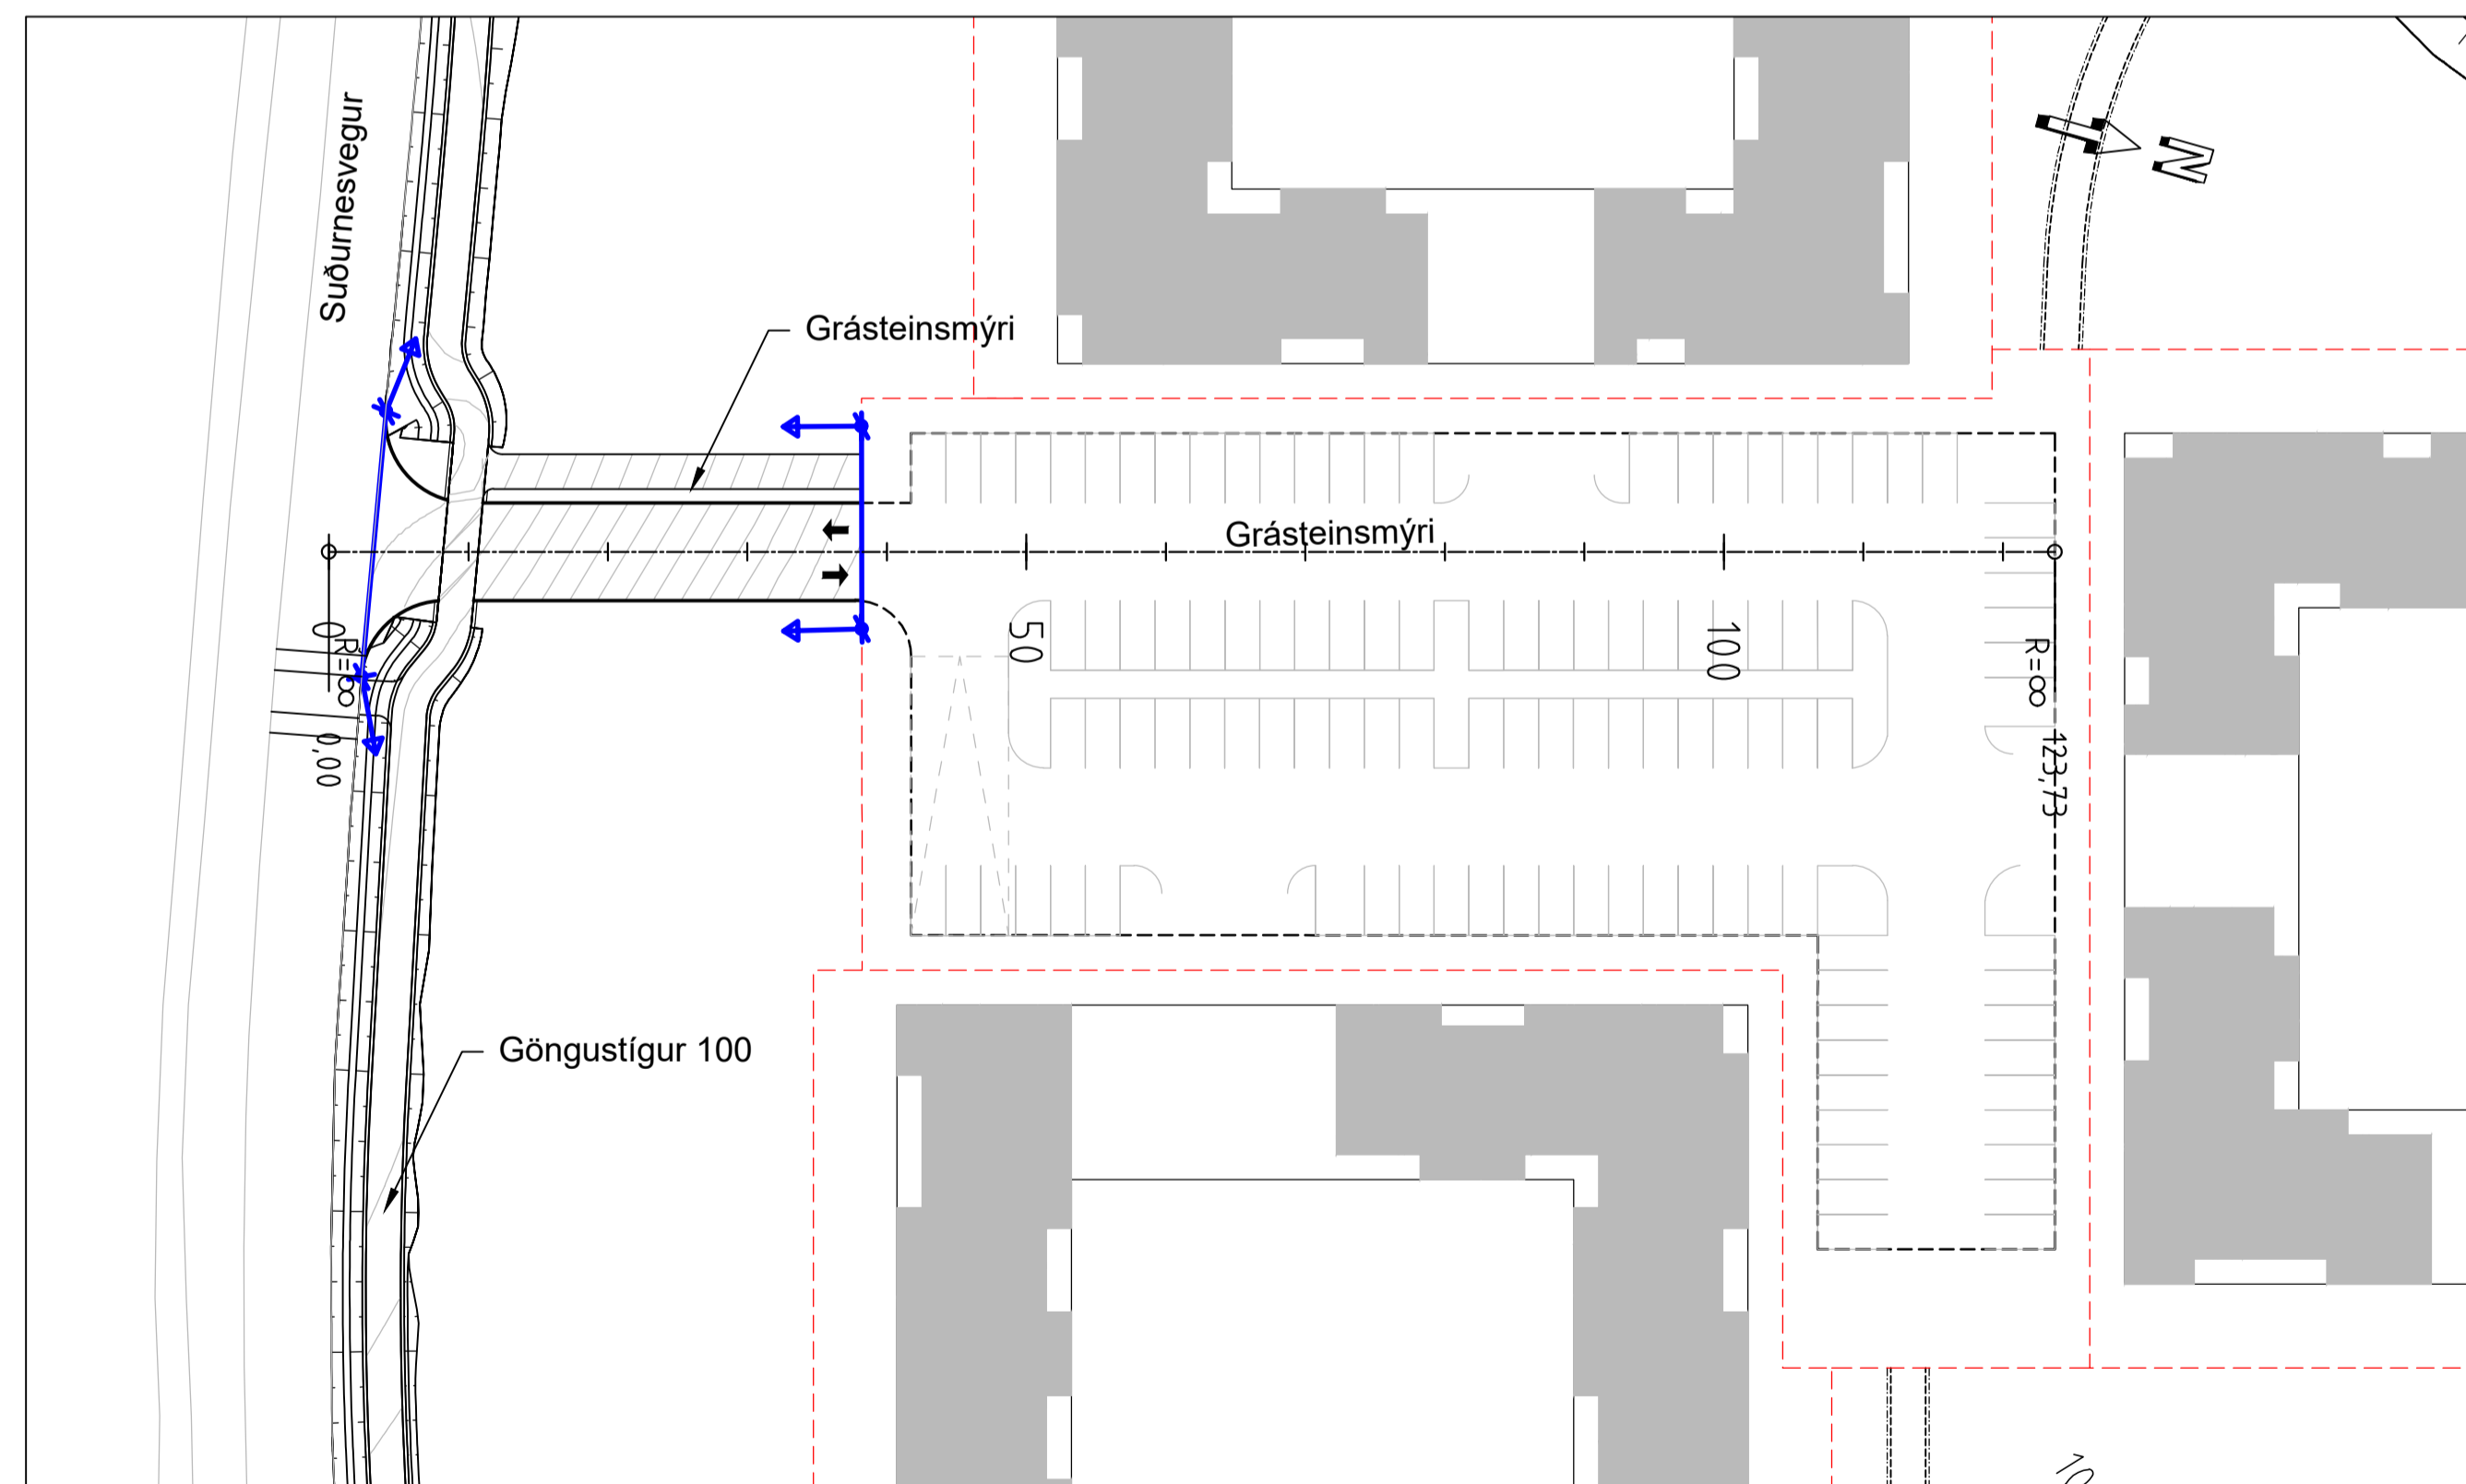 Suðurnesvegur
N
Grásteinsmýri
Grásteinsmýri
0
R=∞
0,00
50
100
R=∞
123,73
Göngustígur 100